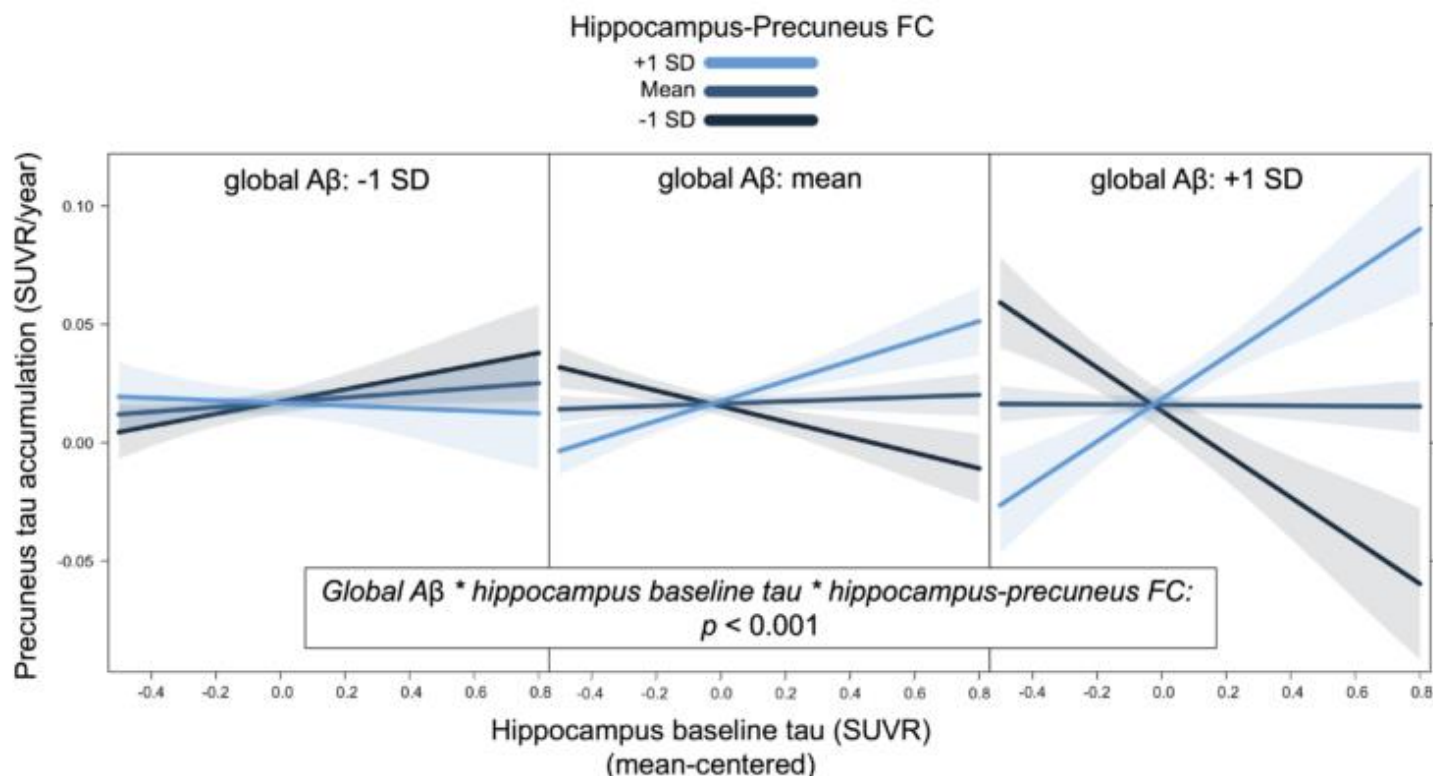 Hippocampus-Precuneus FC
+1 SD
Mean
-1 SD
Precuneus tau accumulation (SUVR/year)
global Aβ: -1 SD
global Aβ: mean
global Aβ: +1 SD
0.10
0.05
0.00
-0.05
Global Aβ * hippocampus baseline tau * hippocampus-precuneus FC:
p < 0.001
-0.4 -0.2 0.0 0.2 0.4 0.6 0.8 -0.4 -0.2 0.0 0.2 0.4 0.6 0.8 -0.4 -0.2 0.0 0.2 0.4 0.6 0.8
Hippocampus baseline tau (SUVR)
(mean-centered)